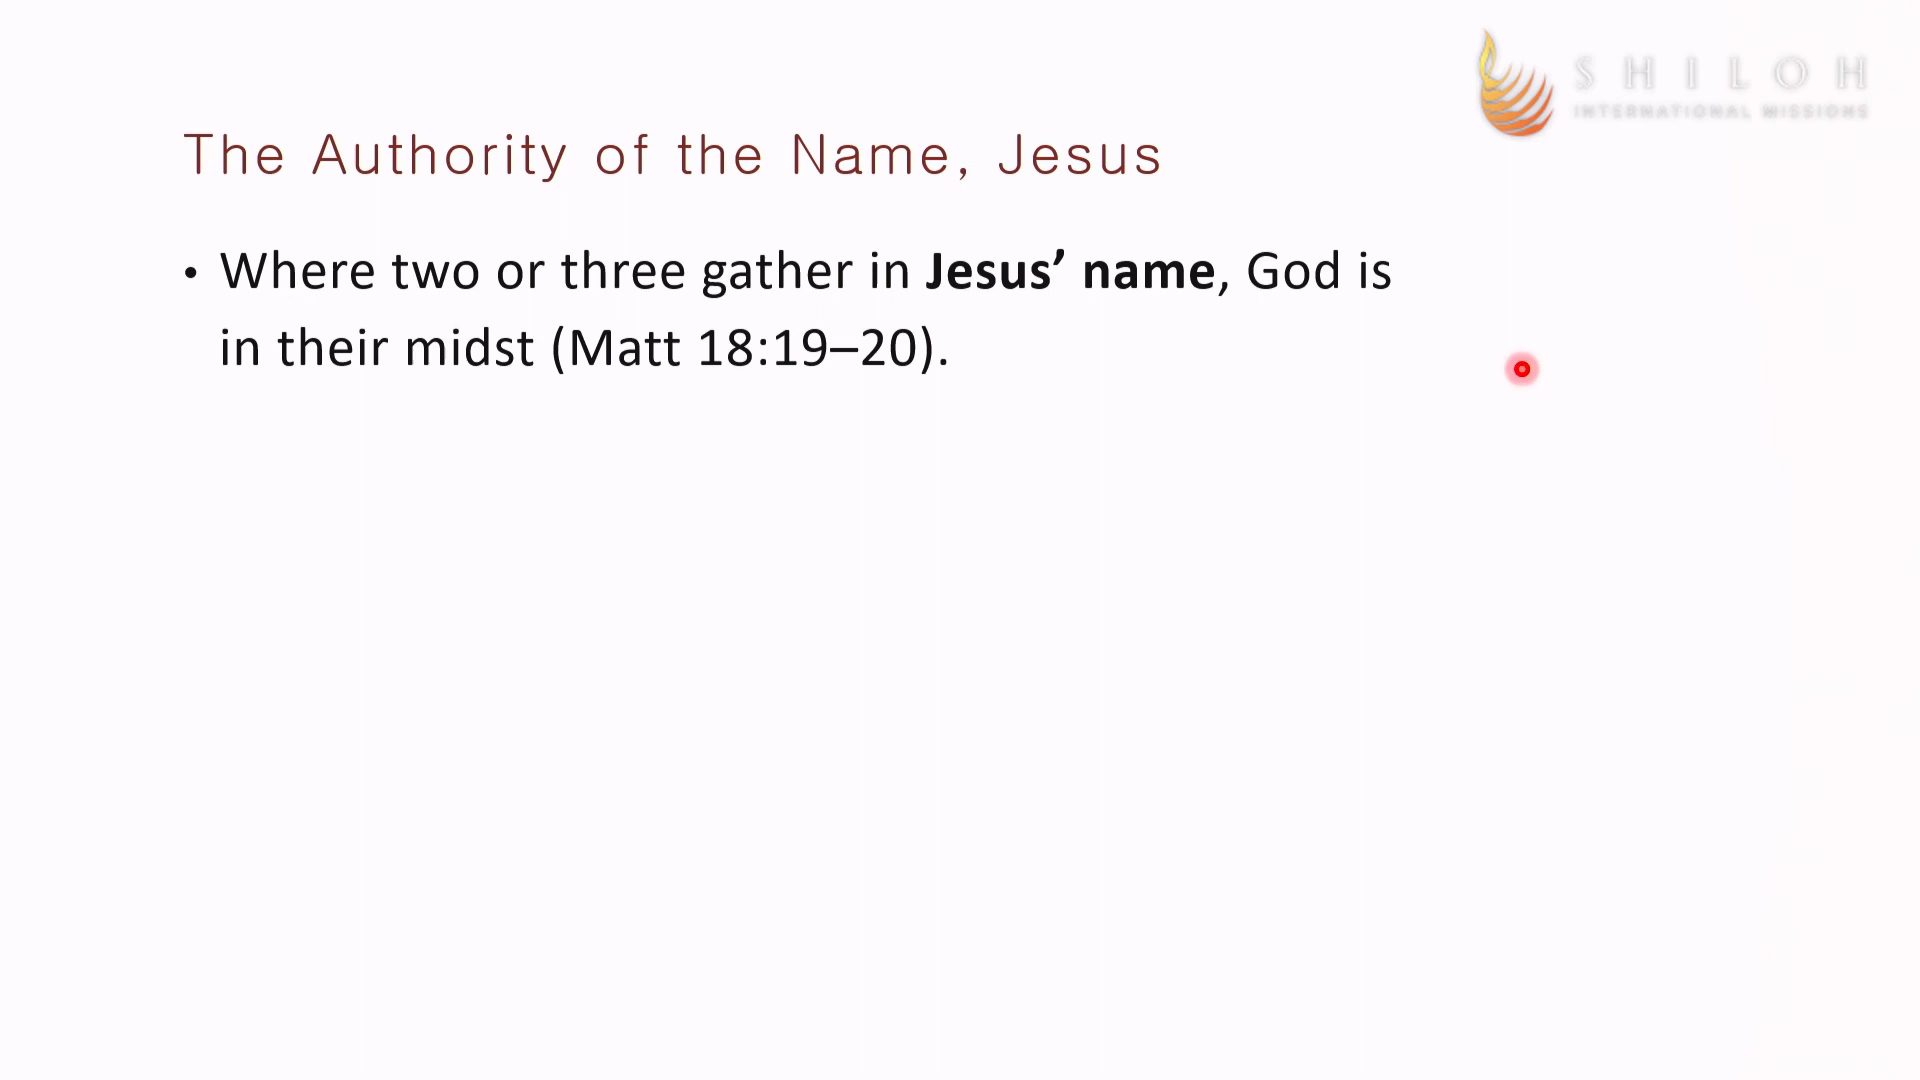 SHILOH
INTERNATIONAL MISSIONS
The Authority of the Name, Jesus
• Where two or three gather in Jesus’ name, God is
in their midst (Matt 18:19–20).